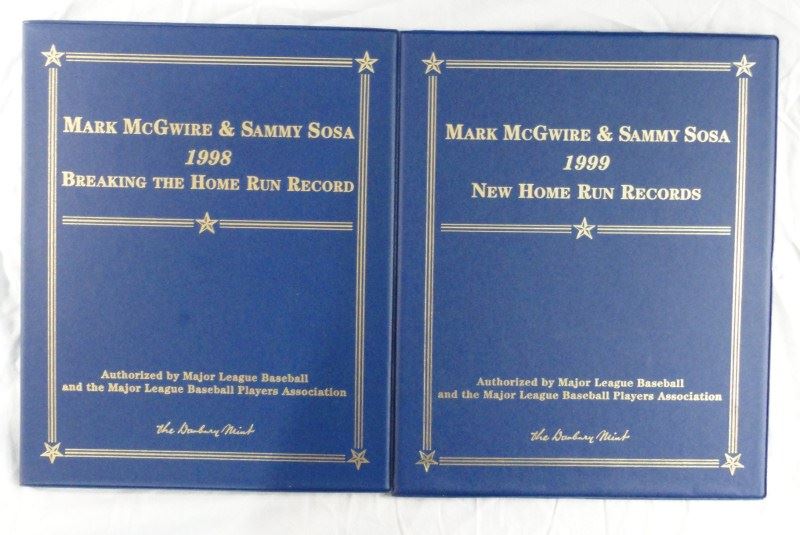 MARK MCGWIRE & SAMMY SOSA
1998
BREAKING THE HOME RUN RECORD
Authorized by Major League Baseball
and the Major League Baseball Players Association
The Danbury Mint
MARK MCGWIRE & SAMMY SOSA
1999
NEW HOME RUN RECORDS
Authorized by Major League Baseball
and the Major League Baseball Players Association
The Danbury Mint